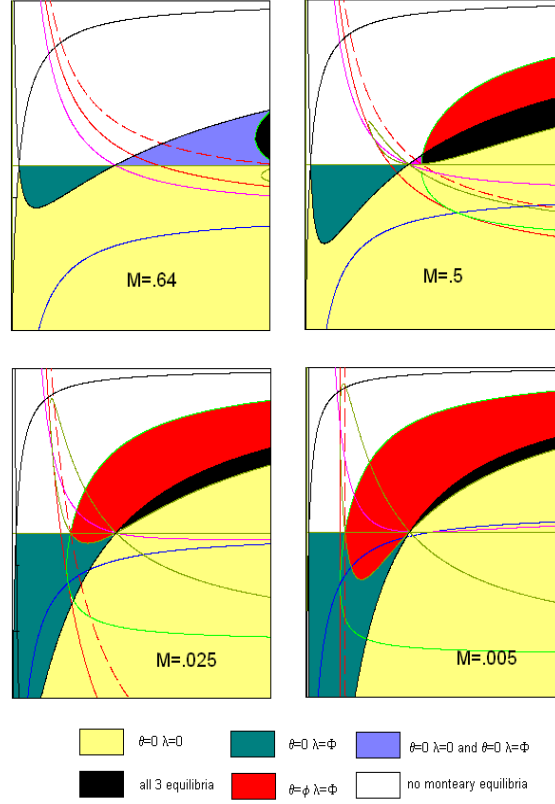 M=.64
M=.5
M=.025
M=.005
θ=0 λ=0
θ=0 λ=Φ
θ=0 λ=0 and θ=0 λ=Φ
all 3 equilibria
θ=ϕ λ=Φ
no monteary equilibria